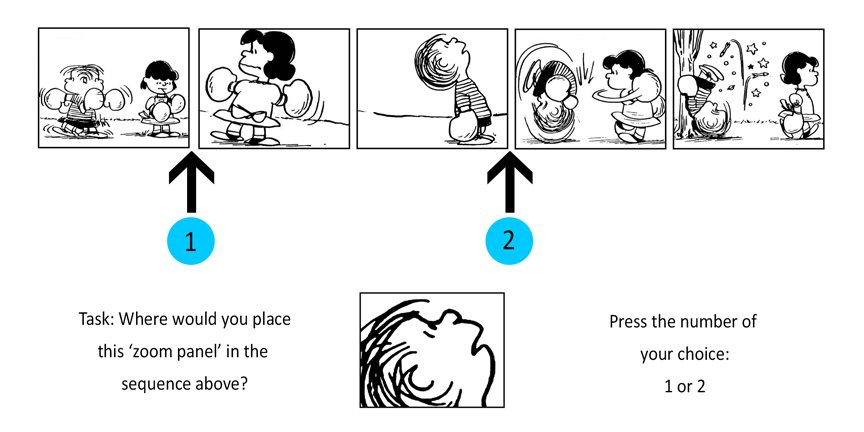 1
2
Task: Where would you place
this ‘zoom panel’ in the
sequence above?
Press the number of
your choice:
1 or 2